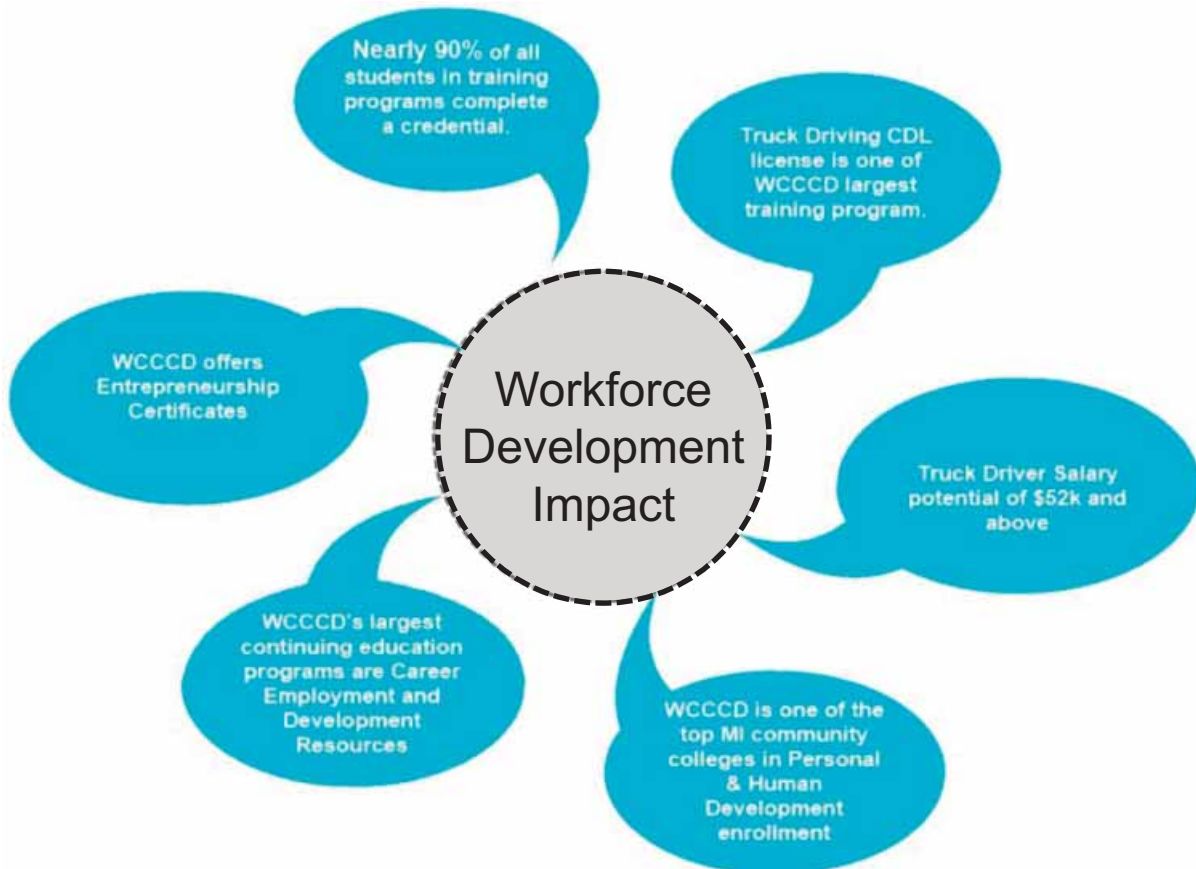 Nearly 90% of all
students in training
programs complete
a credential.
Truck Driving CDL
license is one of
WCCCD largest
training program.
WCCCD offers
Entrepreneurship
Certificates
Workforce
Development
Impact
Truck Driver Salary
potential of $52k and
above
WCCCD's largest
continuing education
programs are Career
Employment and
Development
Resources
WCCCD is one of the
top MI community
colleges in Personal
& Human
Development
enrollment